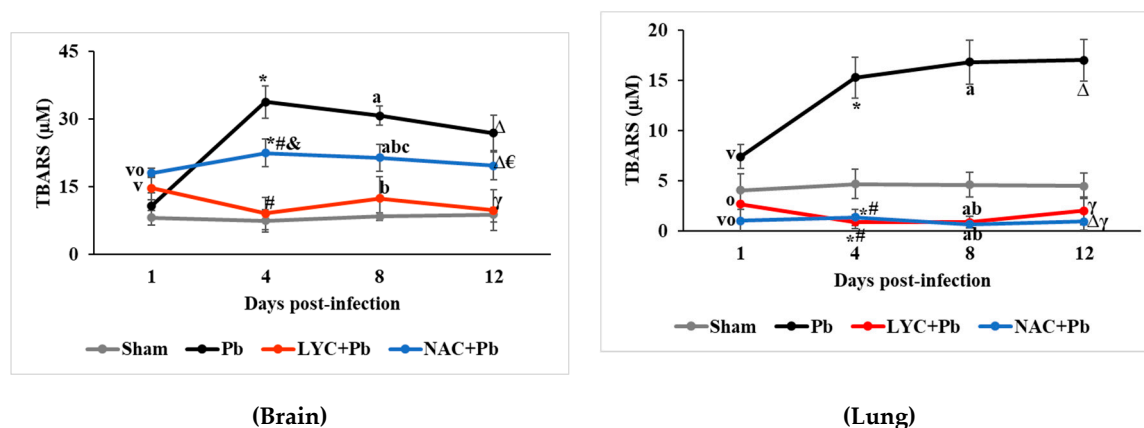 45
30
15
0
TBARS (µM)
*
a
Δ
*#&
abc
Δ€
vo
v
#
b
γ
1 4 8 12
Days post-infection
Sham Pb LYC+Pb NAC+Pb
(Brain)
20
15
10
5
0
TBARS (µM)
v
*
a
Δ
o
*#
ab
γ
vo
*#
ab
Δγ
1 4 8 12
Days post-infection
Sham Pb LYC+Pb NAC+Pb
(Lung)